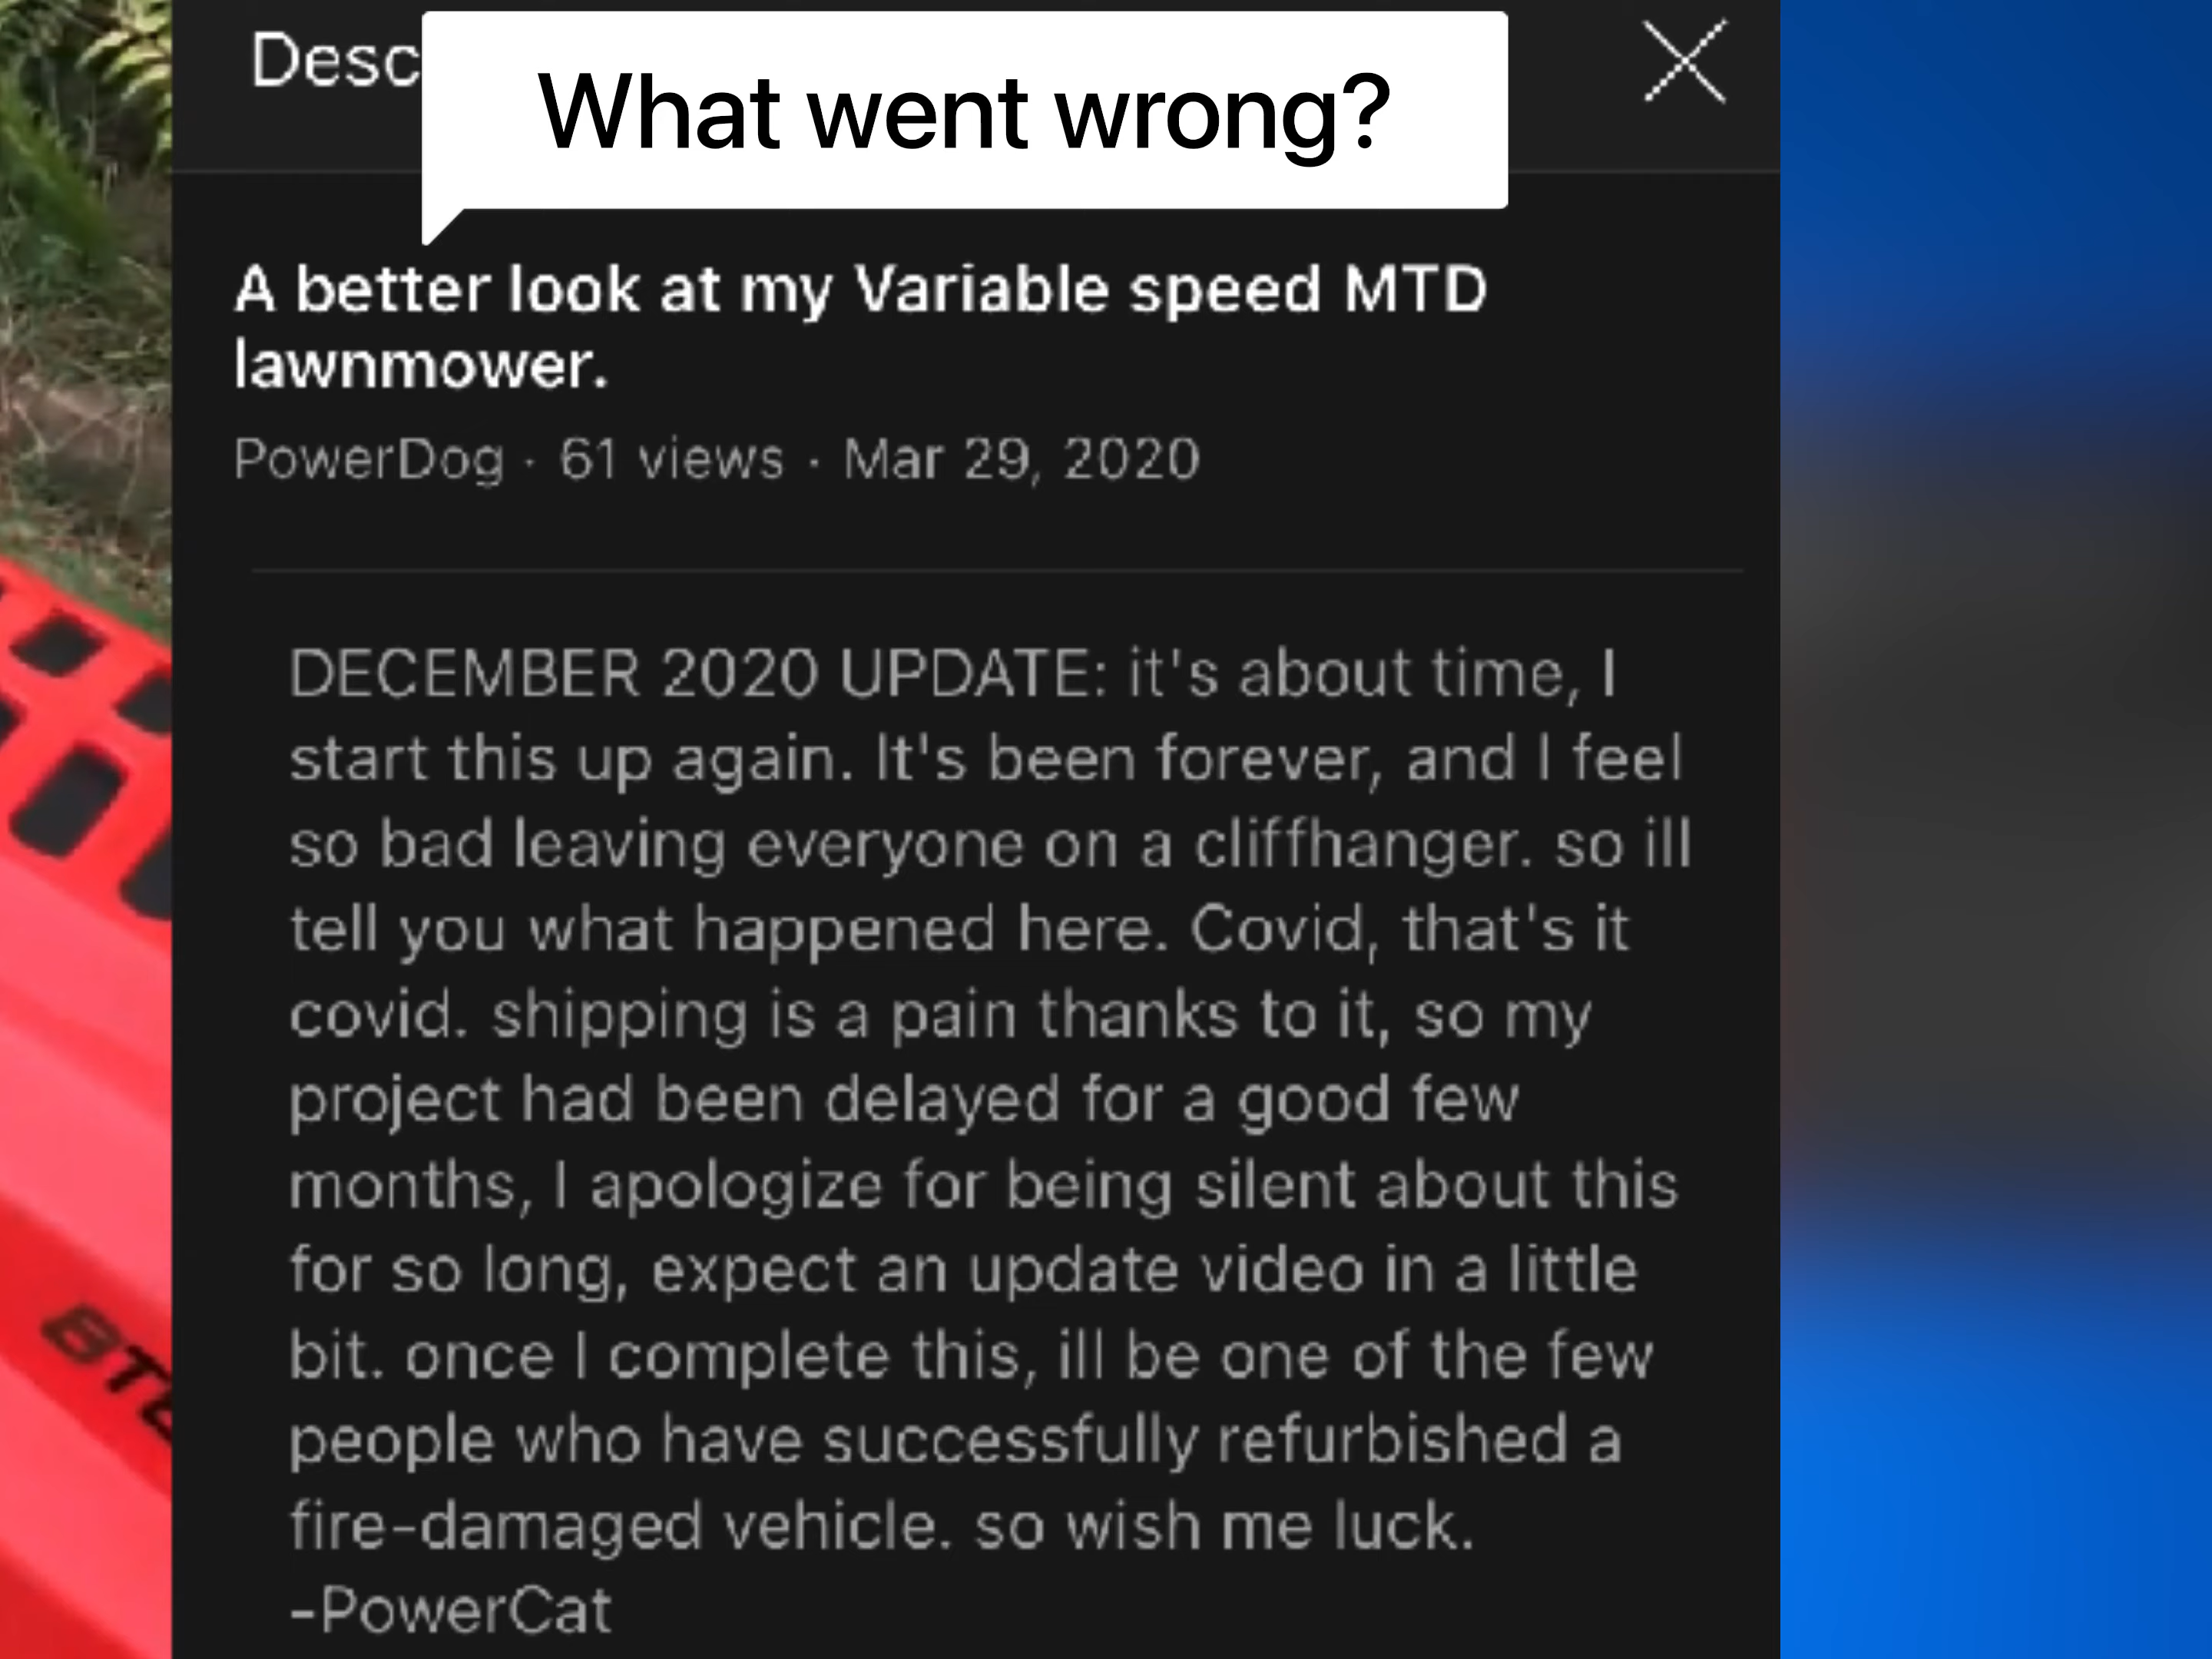 Desc
What went wrong?
A better look at my Variable speed MTD
lawnmower.
PowerDog · 61 views · Mar 29, 2020
DECEMBER 2020 UPDATE: it's about time, I
start this up again. It's been forever, and I feel
so bad leaving everyone on a cliffhanger. so ill
tell you what happened here. Covid, that's it
covid. shipping is a pain thanks to it, so my
project had been delayed for a good few
months, I apologize for being silent about this
for so long, expect an update video in a little
bit. once I complete this, ill be one of the few
people who have successfully refurbished a
fire-damaged vehicle. so wish me luck.
-PowerCat